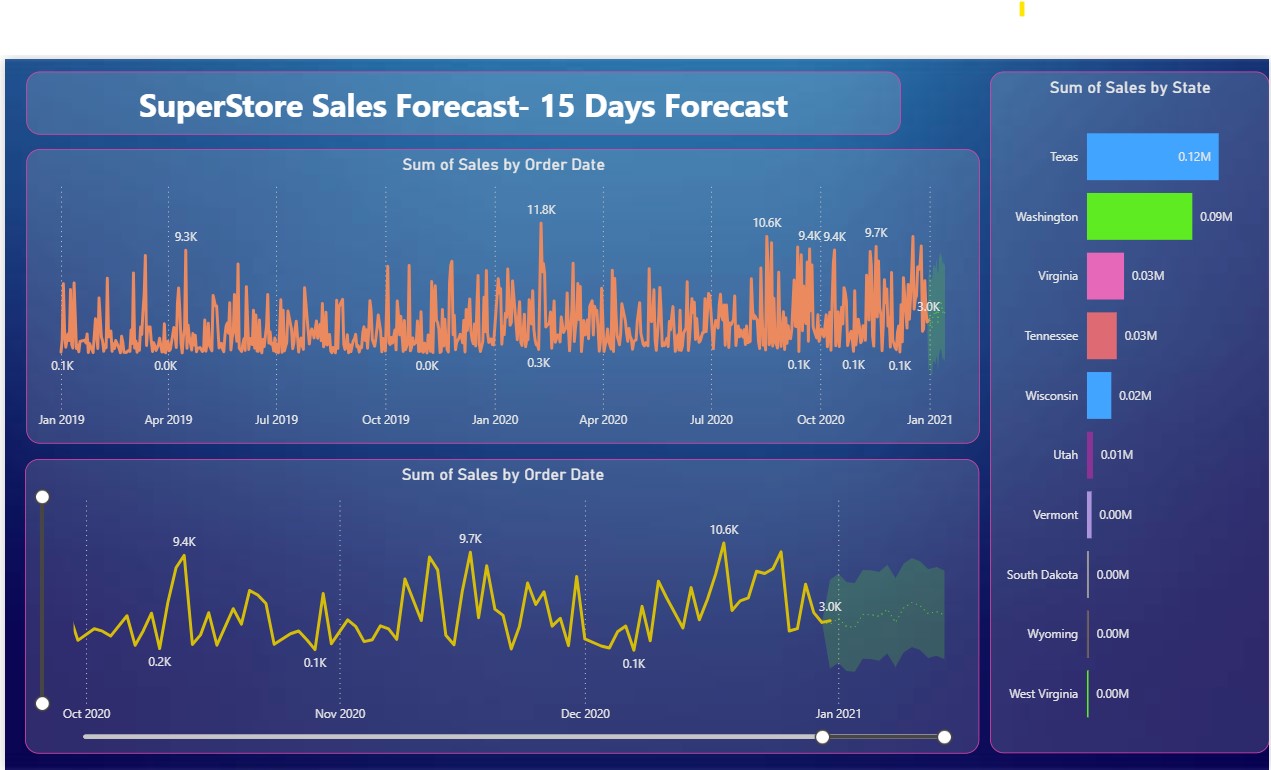 SuperStore Sales Forecast- 15 Days Forecast
Sum of Sales by Order Date
11.8K
10.6K
9.3K
9.4K 9.4K 9.7K
3.0K
0.1K 0.0K 0.0K 0.3K 0.1K 0.1K 0.1K
Jan 2019 Apr 2019 Jul 2019 Oct 2019 Jan 2020 Apr 2020 Jul 2020 Oct 2020 Jan 2021
Sum of Sales by Order Date
10.6K
9.4K 9.7K
3.0K
0.2K 0.1K 0.1K
Oct 2020 Nov 2020 Dec 2020 Jan 2021
Sum of Sales by State
Texas 0.12M
Washington 0.09M
Virginia 0.03M
Tennessee 0.03M
Wisconsin 0.02M
Utah 0.01M
Vermont 0.00M
South Dakota 0.00M
Wyoming 0.00M
West Virginia 0.00M